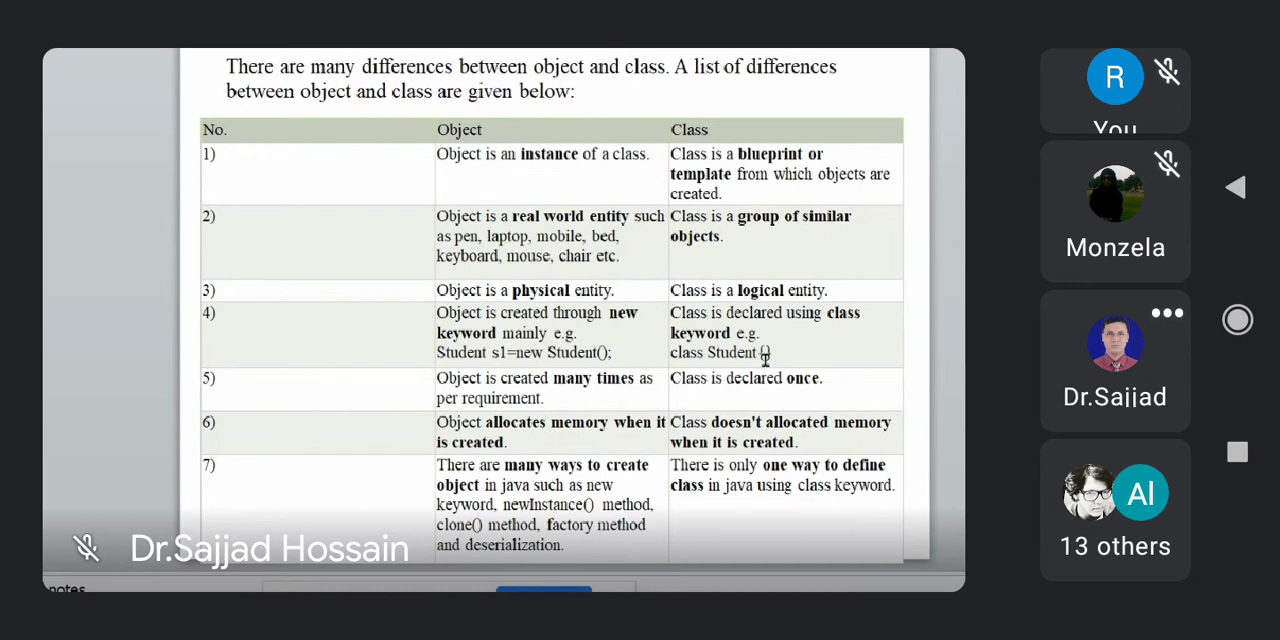 There are many differences between object and class. A list of differences
between object and class are given below:
No. Object Class
1) Object is an instance of a class. Class is a blueprint or
template from which objects are
created.
2) Object is a real world entity such Class is a group of similar
as pen, laptop, mobile, bed, objects.
keyboard, mouse, chair etc.
3) Object is a physical entity. Class is a logical entity.
4) Object is created through new Class is declared using class
keyword mainly e.g. keyword e.g.
Student s1=new Student(); class Student{}
5) Object is created many times as Class is declared once.
per requirement.
6) Object allocates memory when it Class doesn't allocated memory
is created. when it is created.
7) There are many ways to create There is only one way to define
object in java such as new class in java using class keyword.
keyword, newInstance() method,
clone() method, factory method
and deserialization.
Dr.Sajjad Hossain
notes
R
You
Monzela
Dr.Sajjad
Al
13 others